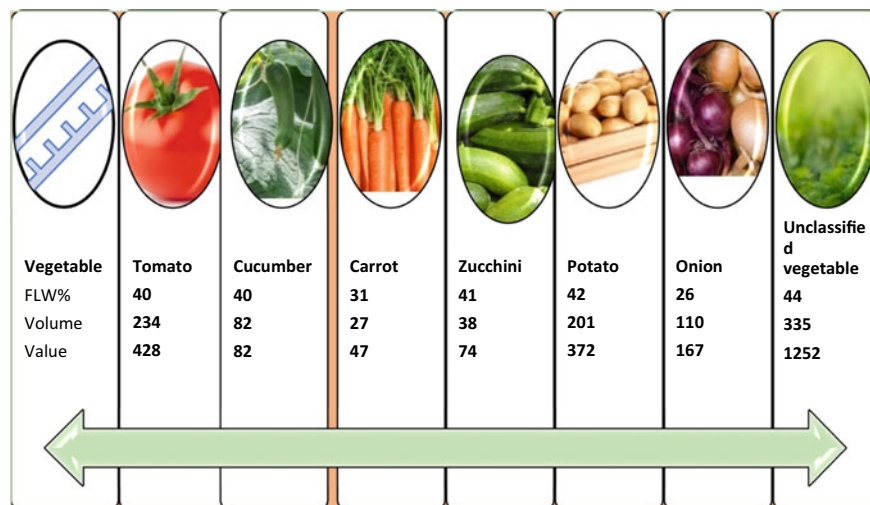 Vegetable Tomato Cucumber Carrot Zucchini Potato Onion Unclassifie
d
vegetable
FLW% 40 40 31 41 42 26 44
Volume 234 82 27 38 201 110 335
Value 428 82 47 74 372 167 1252